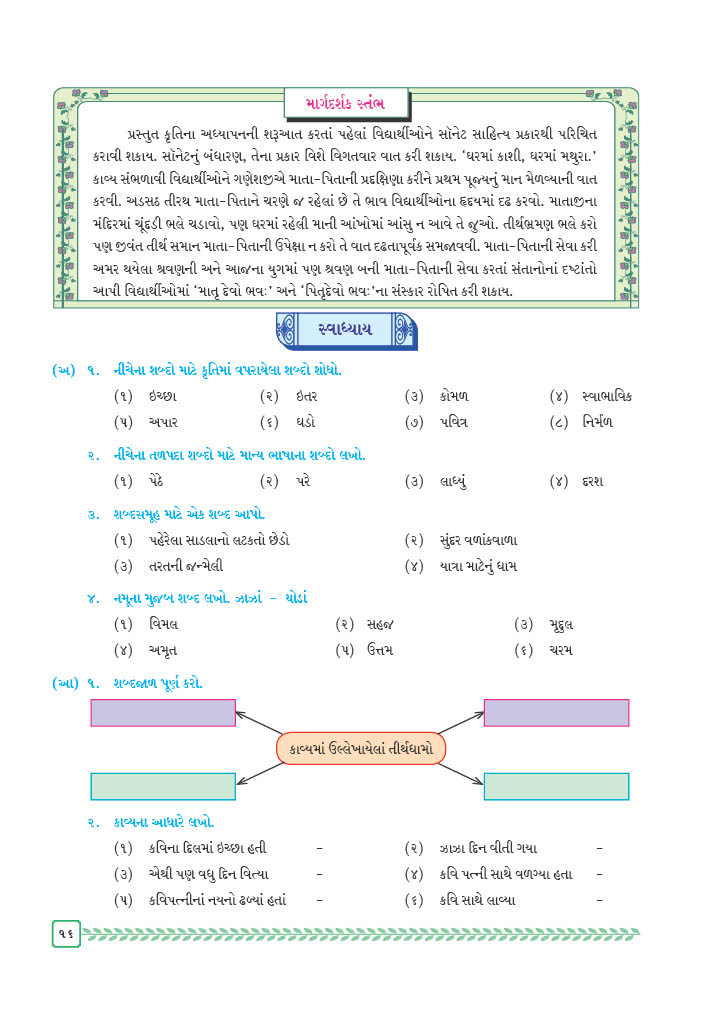 માર્ગદર્શક સ્તંભ
પ્રસ્તુત કૃતિના અધ્યાપનની શરૂઆત કરતાં પહેલાં વિદ્યાર્થીઓને સૉનેટ સાહિત્ય પ્રકારથી પરિચિત
કરાવી શકાય. સૉનેટનું બંધારણ, તેના પ્રકાર વિશે વિગતવાર વાત કરી શકાય. ‘ઘરમાં કાશી, ઘરમાં મથુરા.’
કાવ્ય સંભળાવી વિદ્યાર્થીઓને ગણેશજીએ માતા-પિતાની પ્રદક્ષિણા કરીને પ્રથમ પૂજ્યનું માન મેળવ્યાની વાત
કરવી. અડસઠ તીરથ માતા-પિતાને ચરણે જ રહેલાં છે તે ભાવ વિદ્યાર્થીઓના હૃદયમાં દૃઢ કરવો. માતાજીના
મંદિરમાં ચૂંદડી ભલે ચડાવો, પણ ઘરમાં રહેલી માની આંખોમાં આંસુ ન આવે તે જુઓ. તીર્થભ્રમણ ભલે કરો
પણ જીવંત તીર્થ સમાન માતા-પિતાની ઉપેક્ષા ન કરો તે વાત દૃઢતાપૂર્વક સમજાવવી. માતા-પિતાની સેવા કરી
અમર થયેલા શ્રવણની અને આજના યુગમાં પણ શ્રવણ બની માતા-પિતાની સેવા કરતાં સંતાનોનાં દૃષ્ટાંતો
આપી વિદ્યાર્થીઓમાં ‘માતૃ દેવો ભવઃ’ અને ‘પિતૃદેવો ભવઃ’ના સંસ્કાર રોપિત કરી શકાય.
સ્વાધ્યાય
(અ) ૧. નીચેના શબ્દો માટે કૃતિમાં વપરાયેલા શબ્દો શોધો.
(૧) ઇચ્છા (૨) ઇતર (૩) કોમળ (૪) સ્વાભાવિક
(૫) અપાર (૬) ઘડો (૭) પવિત્ર (૮) નિર્મળ
૨. નીચેના તળપદા શબ્દો માટે માન્ય ભાષાના શબ્દો લખો.
(૧) પેઠે (૨) પરે (૩) લાધ્યું (૪) દરશ
૩. શબ્દસમૂહ માટે એક શબ્દ આપો.
(૧) પહેરેલા સાડલાનો લટકતો છેડો (૨) સુંદર વળાંકવાળા
(૩) તરતની જન્મેલી (૪) યાત્રા માટેનું ધામ
૪. નમૂના મુજબ શબ્દ લખો. ઝાઝાં - થોડાં
(૧) વિમલ (૨) સહજ (૩) મૃદુલ
(૪) અમૃત (૫) ઉત્તમ (૬) ચરમ
(આ) ૧. શબ્દજાળ પૂર્ણ કરો.
કાવ્યમાં ઉલ્લેખાયેલાં તીર્થધામો
૨. કાવ્યના આધારે લખો.
(૧) કવિના દિલમાં ઇચ્છા હતી - (૨) ઝાઝા દિન વીતી ગયા -
(૩) એથી પણ વધુ દિન વિત્યા - (૪) કવિ પત્ની સાથે વળગ્યા હતા -
(૫) કવિપત્નીનાં નયનો ઢળ્યાં હતાં - (૬) કવિ સાથે લાવ્યા -
૧૬